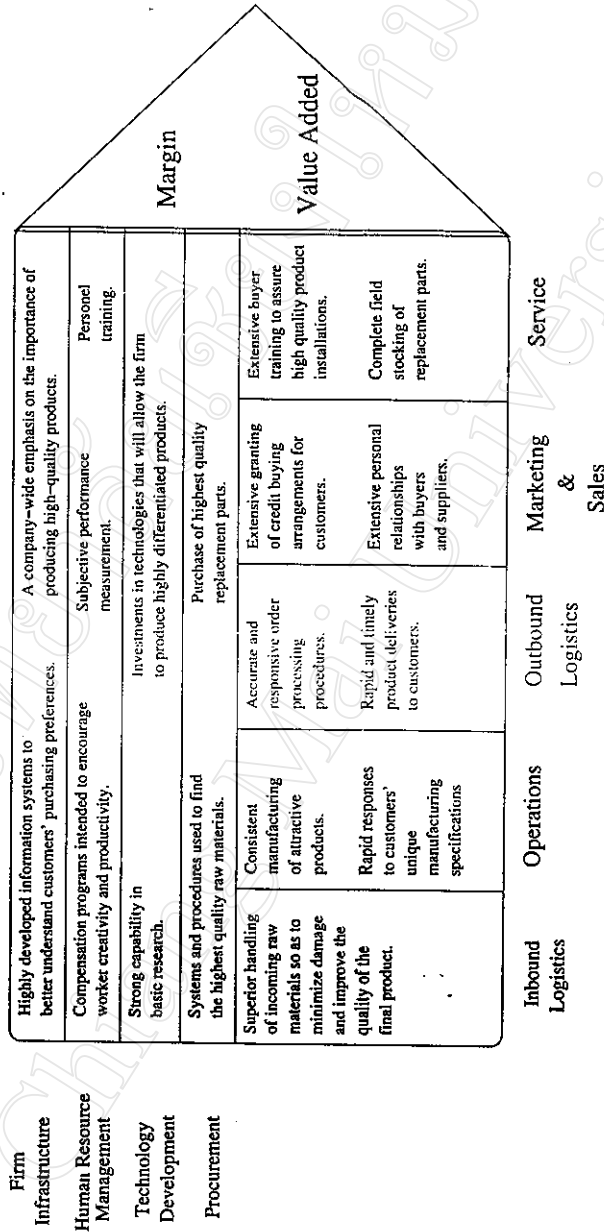 Firm
Infrastructure
Highly developed information systems to
better understand customers' purchasing preferences.
A company-wide emphasis on the importance of
producing high-quality products.
Human Resource
Management
Compensation programs intended to encourage
worker creativity and productivity.
Subjective performance
measurement.
Personel
training.
Technology
Development
Strong capability in
basic research.
Investments in technologies that will allow the firm
to produce highly differentiated products.
Procurement
Systems and procedures used to find
the highest quality raw materials.
Purchase of highest quality
replacement parts.
Superior handling
of incoming raw
materials so as to
minimize damage
and improve the
quality of the
final product.
Consistent
manufacturing
of attractive
products.
Rapid responses
to customers'
unique
manufacturing
specifications
Accurate and
responsive order
processing
procedures.
Rapid and timely
product deliveries
to customers.
Extensive granting
of credit buying
arrangements for
customers.
Extensive personal
relationships
with buyers
and suppliers.
Extensive buyer
training to assure
high quality product
installations.
Complete field
stocking of
replacement parts.
Margin
Value Added
Inbound
Logistics
Operations
Outbound
Logistics
Marketing
&
Sales
Service
Chiang Mai Universi